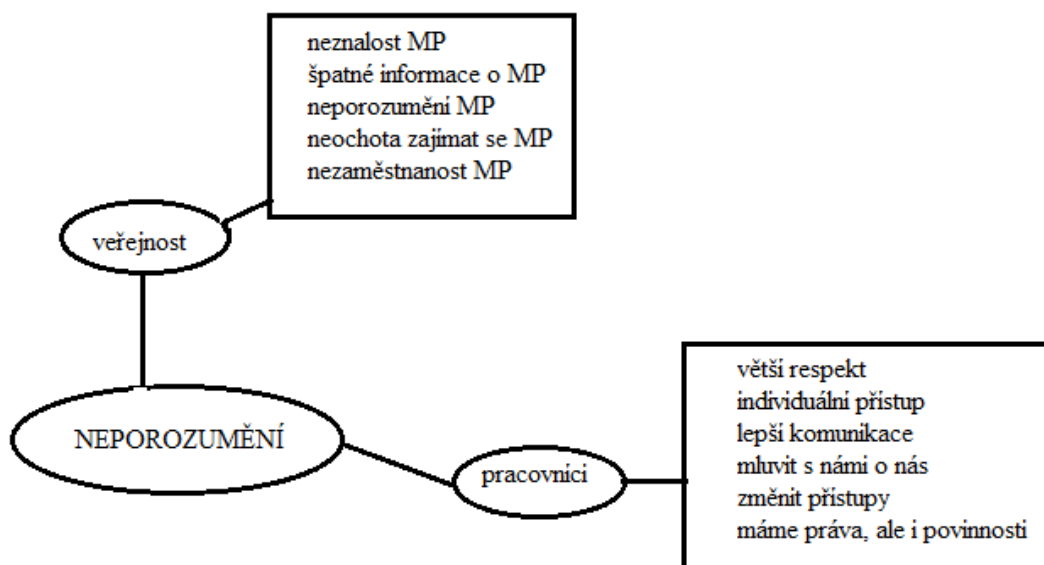 neznalost MP
špatné informace o MP
neporozumění MP
neochota zajímat se MP
nezaměstnanost MP
veřejnost
NEPOROZUMĚNÍ
pracovníci
větší respekt
individuální přístup
lepší komunikace
mluvit s námi o nás
změnit přístupy
máme práva, ale i povinnosti